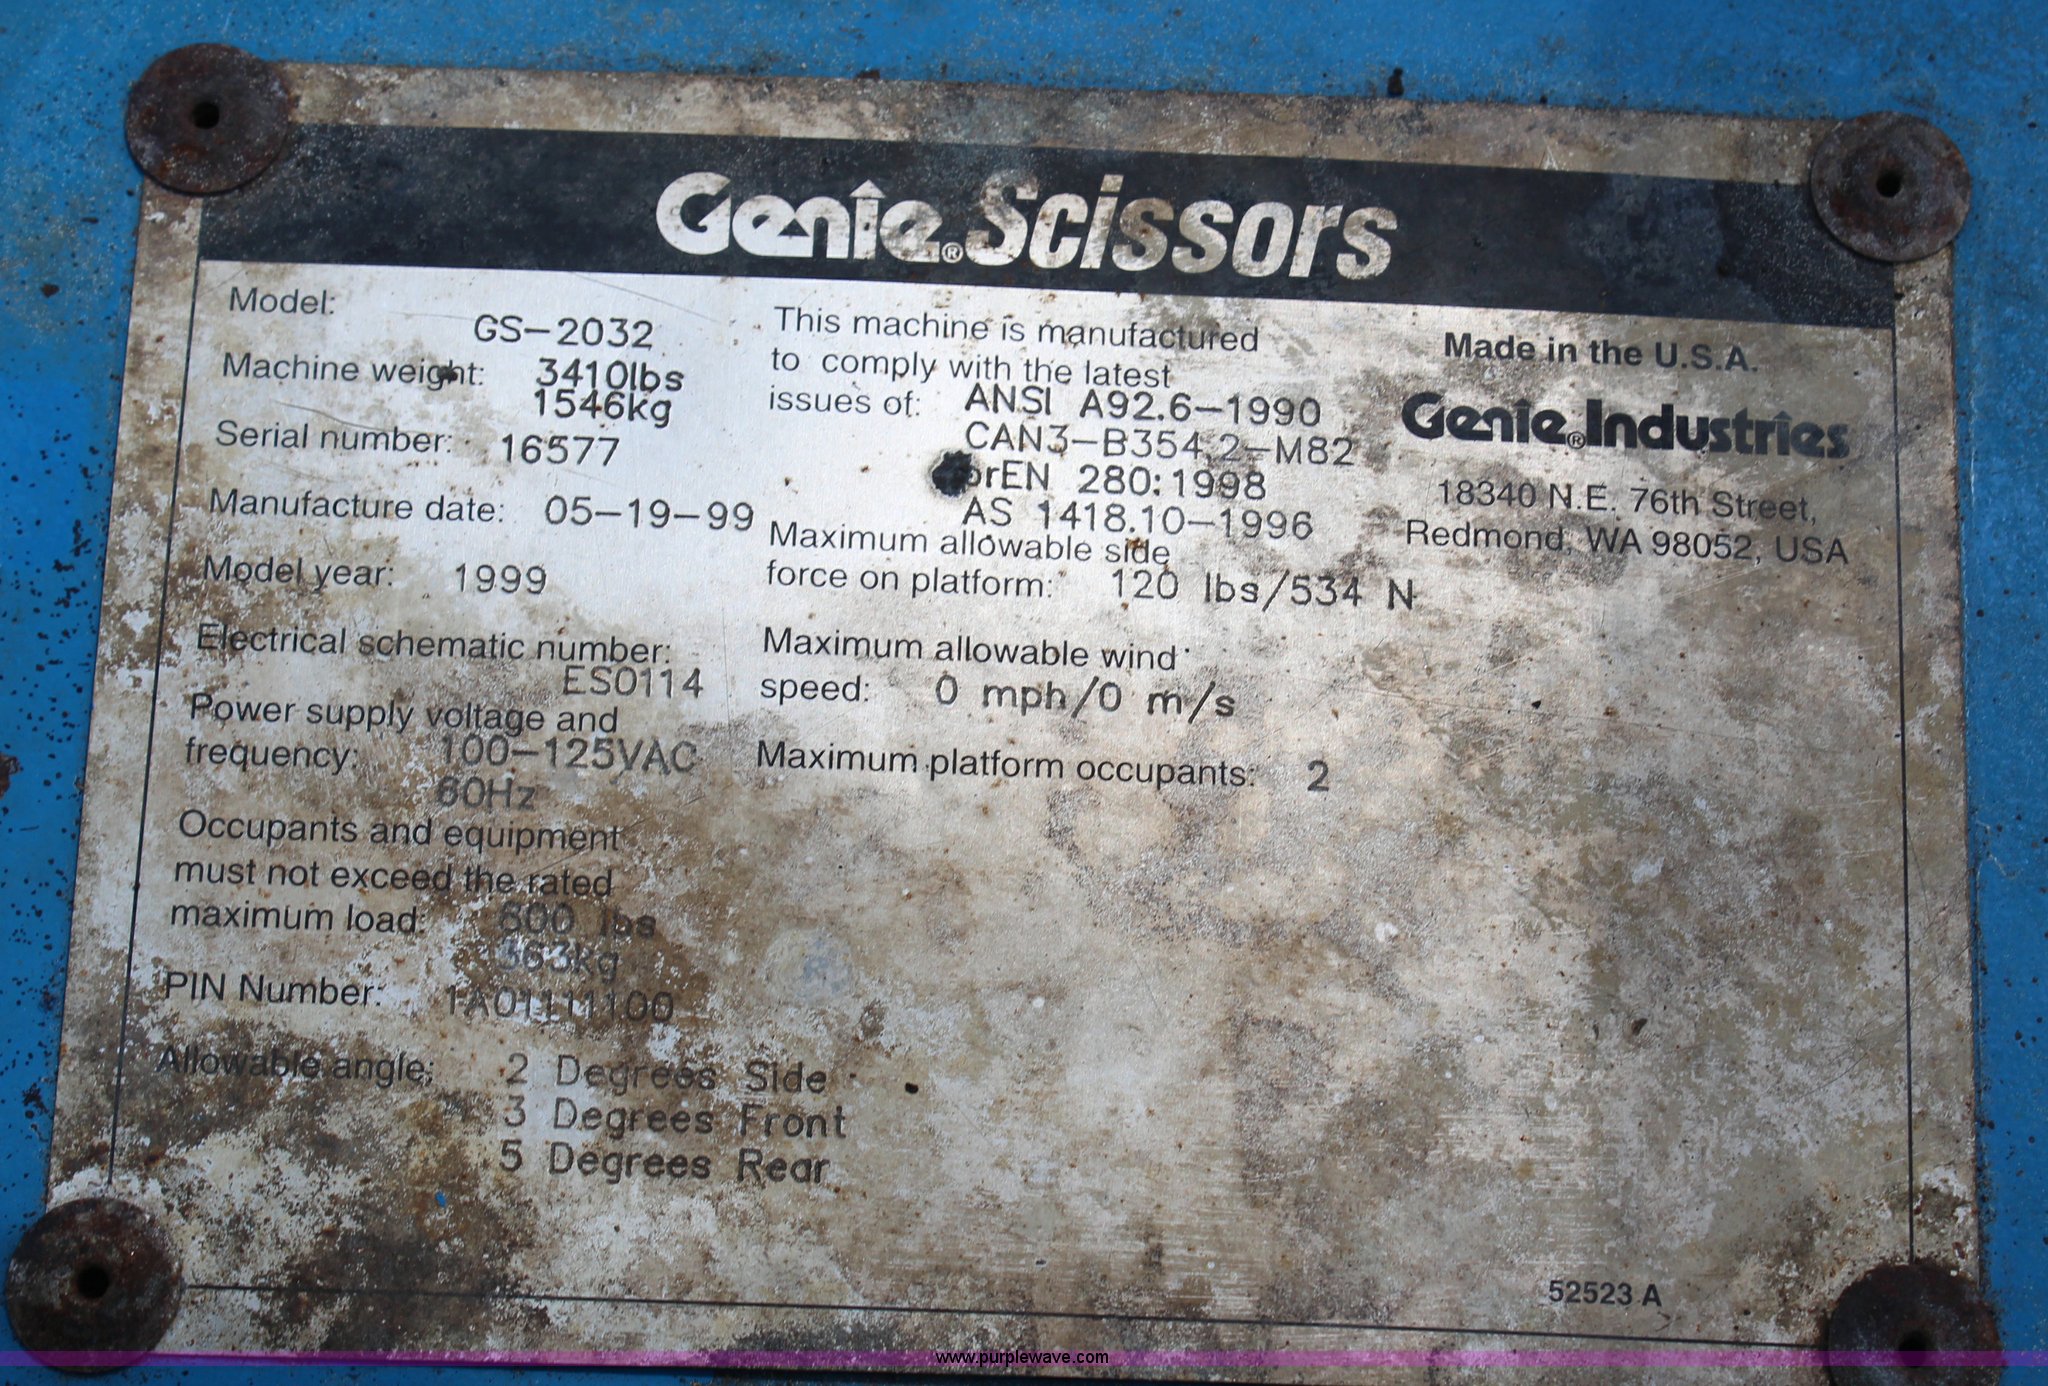 Genie® Scissors
Model: GS-2032
Machine weight: 3410lbs
1546kg
Serial number: 16577
Manufacture date: 05-19-99
Model year: 1999
Electrical schematic number:
ES0114
Power supply voltage and
frequency: 100-125VAC
60Hz
Occupants and equipment
must not exceed the rated
maximum load: 800 lbs
363kg
PIN Number: 1A01111100
Allowable angle: 2 Degrees Side
3 Degrees Front
5 Degrees Rear
This machine is manufactured
to comply with the latest
issues of: ANSI A92.6-1990
CAN3-B354.2-M82
prEN 280:1998
AS 1418.10-1996
Maximum allowable side
force on platform: 120 lbs/534 N
Maximum allowable wind
speed: 0 mph/0 m/s
Maximum platform occupants: 2
Made in the U.S.A.
Genie® Industries
18340 N.E. 76th Street,
Redmond, WA 98052, USA
52523 A
www.purplewave.com